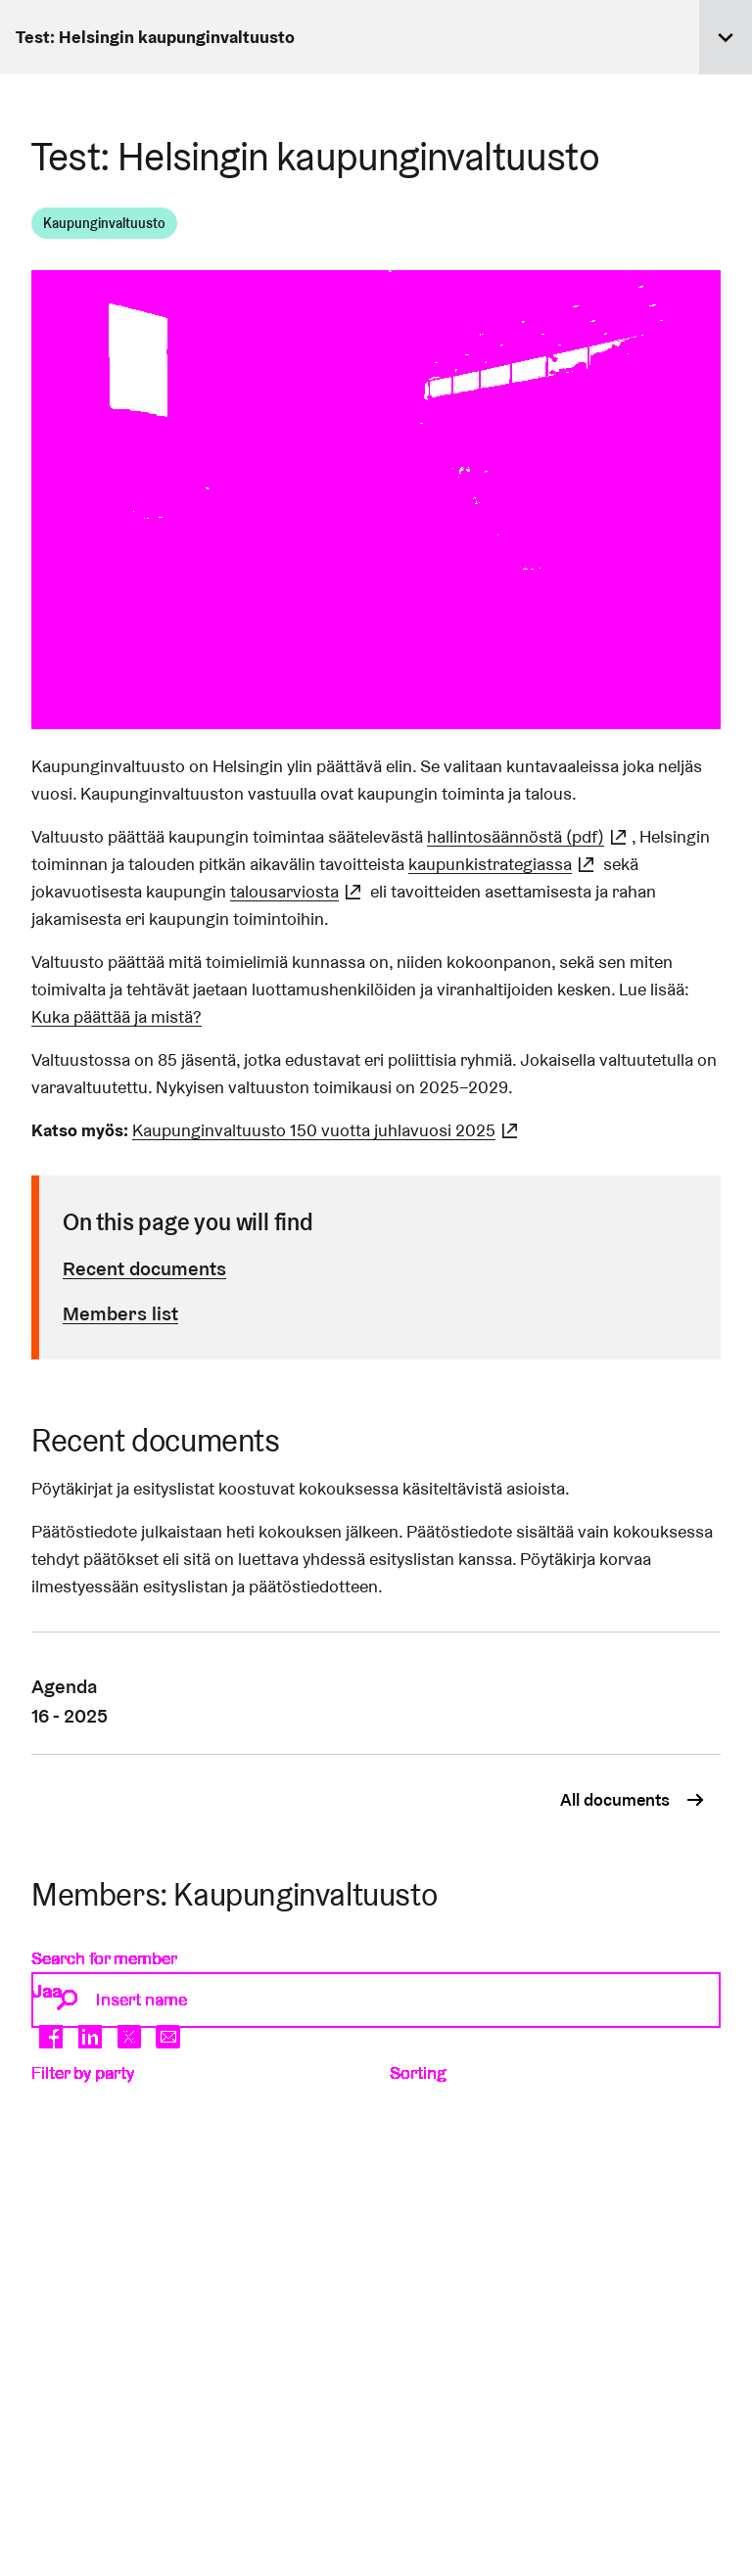 Test: Helsingin kaupunginvaltuusto
Test: Helsingin kaupunginvaltuusto
Kaupunginvaltuusto
Kaupunginvaltuusto on Helsingin ylin päättävä elin. Se valitaan kuntavaaleissa joka neljäs
vuosi. Kaupunginvaltuuston vastuulla ovat kaupungin toiminta ja talous.
Valtuusto päättää kaupungin toimintaa säätelevästä hallintosäännöstä (pdf) , Helsingin
toiminnan ja talouden pitkän aikavälin tavoitteista kaupunkistrategiassa sekä
jokavuotisesta kaupungin talousarviosta eli tavoitteiden asettamisesta ja rahan
jakamisesta eri kaupungin toimintoihin.
Valtuusto päättää mitä toimielimiä kunnassa on, niiden kokoonpanon, sekä sen miten
toimivalta ja tehtävät jaetaan luottamushenkilöiden ja viranhaltijoiden kesken. Lue lisää:
Kuka päättää ja mistä?
Valtuustossa on 85 jäsentä, jotka edustavat eri poliittisia ryhmiä. Jokaisella valtuutetulla on
varavaltuutettu. Nykyisen valtuuston toimikausi on 2025–2029.
Katso myös: Kaupunginvaltuusto 150 vuotta juhlavuosi 2025
On this page you will find
Recent documents
Members list
Recent documents
Pöytäkirjat ja esityslistat koostuvat kokouksessa käsiteltävistä asioista.
Päätöstiedote julkaistaan heti kokouksen jälkeen. Päätöstiedote sisältää vain kokouksessa
tehdyt päätökset eli sitä on luettava yhdessä esityslistan kanssa. Pöytäkirja korvaa
ilmestyessään esityslistan ja päätöstiedotteen.
Agenda
16 - 2025
All documents
Members: Kaupunginvaltuusto
Search for member
Jaa
Insert name
Filter by party Sorting